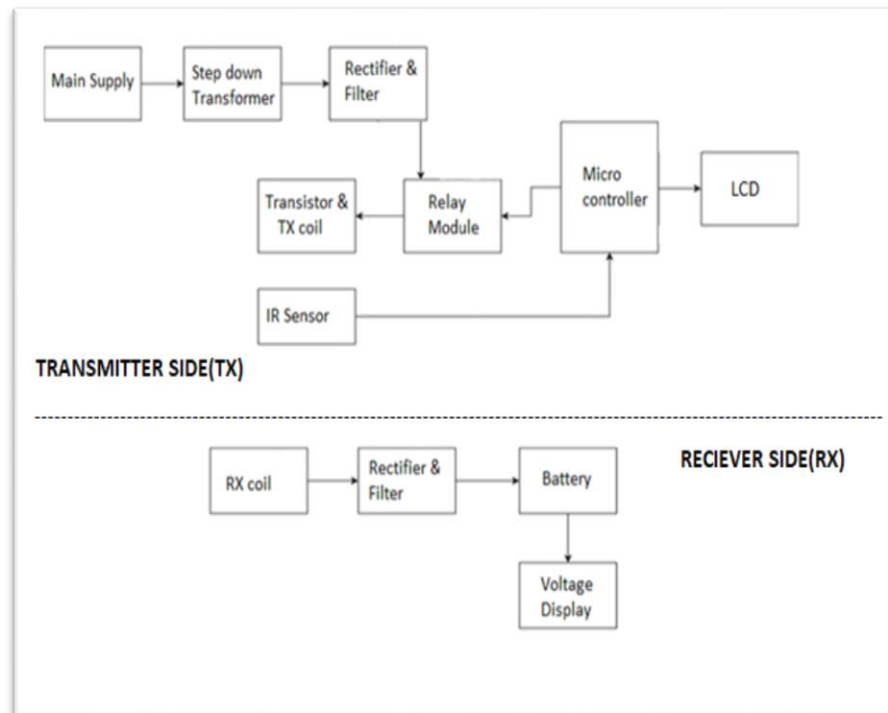 Main Supply
Step down
Transformer
Rectifier &
Filter
Transistor &
TX coil
Relay
Module
Micro
controller
LCD
IR Sensor
TRANSMITTER SIDE(TX)
RECIEVER SIDE(RX)
RX coil
Rectifier &
Filter
Battery
Voltage
Display